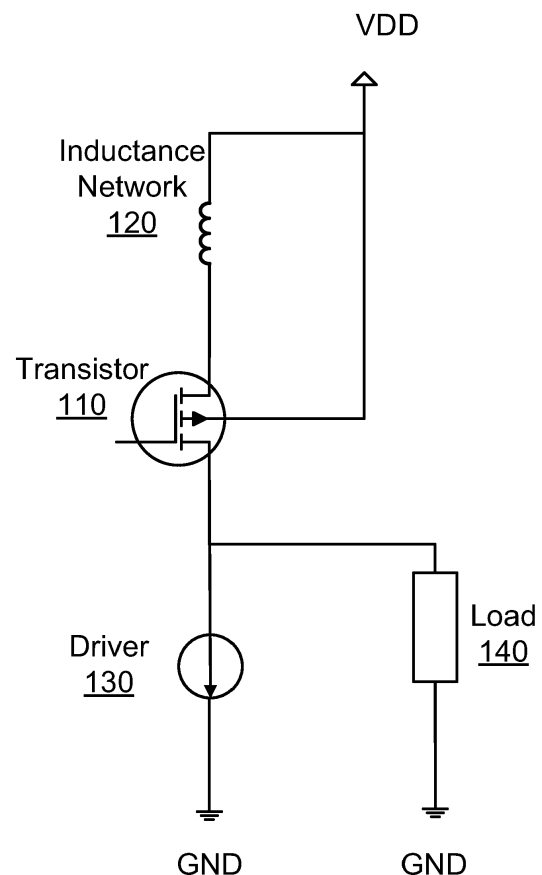 VDD
Inductance
Network
120
Transistor
110
Driver
130
Load
140
GND
GND